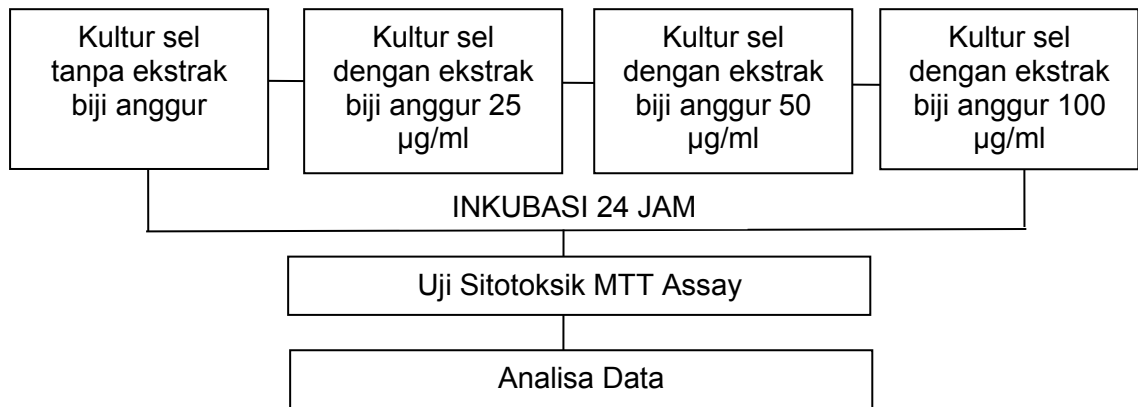 Kultur sel
tanpa ekstrak
biji anggur
Kultur sel
dengan ekstrak
biji anggur 25
µg/ml
Kultur sel
dengan ekstrak
biji anggur 50
µg/ml
Kultur sel
dengan ekstrak
biji anggur 100
µg/ml
INKUBASI 24 JAM
Uji Sitotoksik MTT Assay
Analisa Data